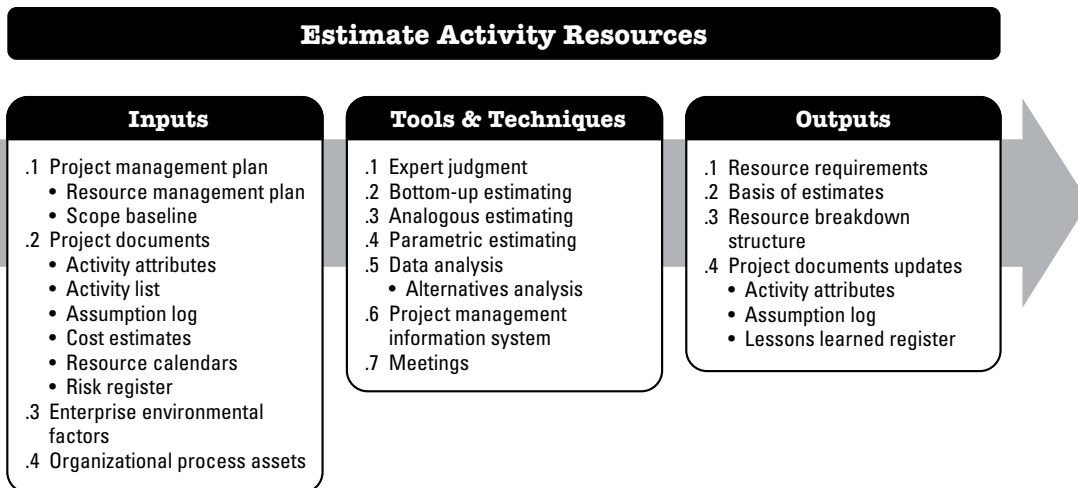 Estimate Activity Resources
Inputs
.1 Project management plan
• Resource management plan
• Scope baseline
.2 Project documents
• Activity attributes
• Activity list
• Assumption log
• Cost estimates
• Resource calendars
• Risk register
.3 Enterprise environmental
factors
.4 Organizational process assets
Tools & Techniques
.1 Expert judgment
.2 Bottom-up estimating
.3 Analogous estimating
.4 Parametric estimating
.5 Data analysis
• Alternatives analysis
.6 Project management
information system
.7 Meetings
Outputs
.1 Resource requirements
.2 Basis of estimates
.3 Resource breakdown
structure
.4 Project documents updates
• Activity attributes
• Assumption log
• Lessons learned register